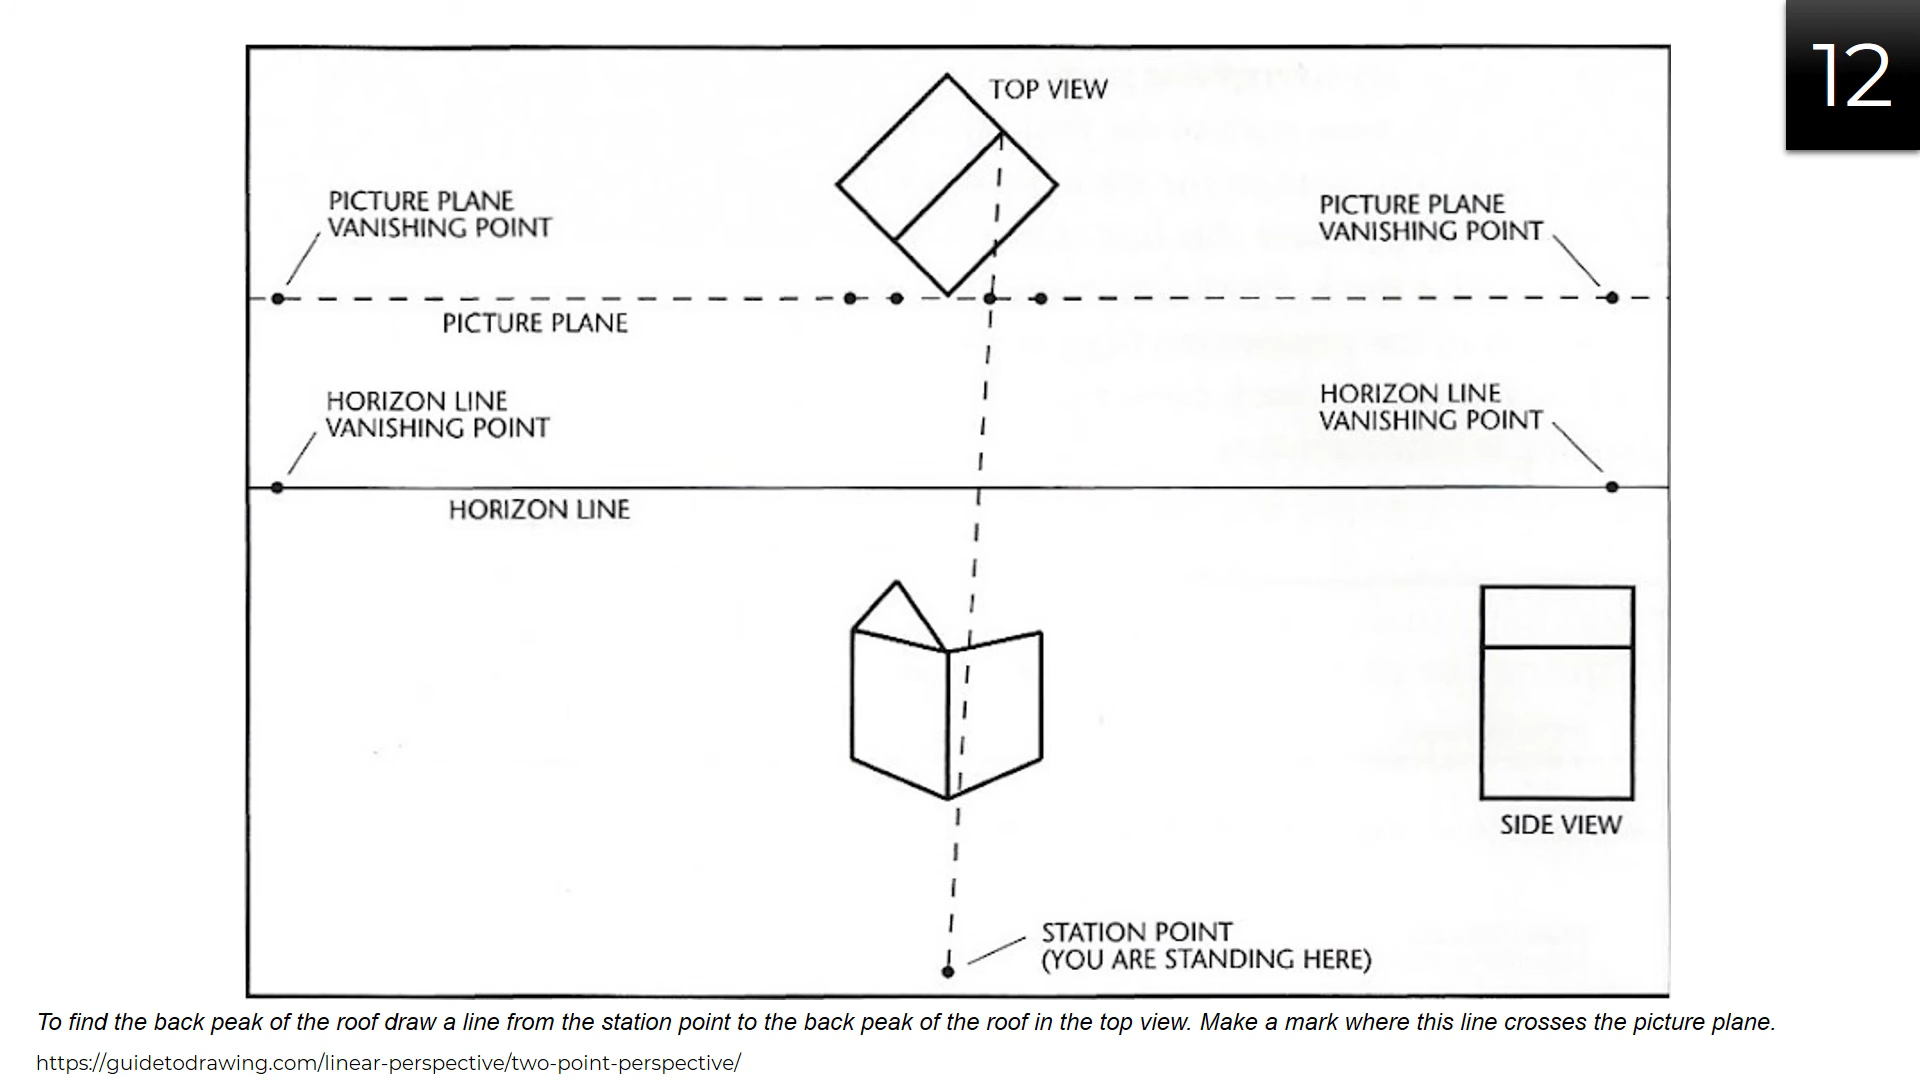 12
TOP VIEW
PICTURE PLANE
VANISHING POINT
PICTURE PLANE
VANISHING POINT
PICTURE PLANE
HORIZON LINE
VANISHING POINT
HORIZON LINE
VANISHING POINT
HORIZON LINE
SIDE VIEW
STATION POINT
(YOU ARE STANDING HERE)
To find the back peak of the roof draw a line from the station point to the back peak of the roof in the top view. Make a mark where this line crosses the picture plane.
https://guidetodrawing.com/linear-perspective/two-point-perspective/